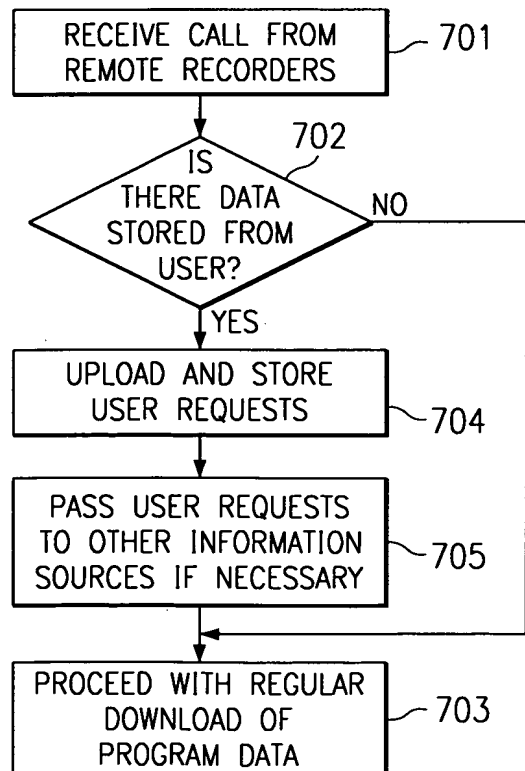 RECEIVE CALL FROM
REMOTE RECORDERS
701
702
IS
THERE DATA
STORED FROM
USER?
NO
YES
UPLOAD AND STORE
USER REQUESTS
704
PASS USER REQUESTS
TO OTHER INFORMATION
SOURCES IF NECESSARY
705
PROCEED WITH REGULAR
DOWNLOAD OF
PROGRAM DATA
703